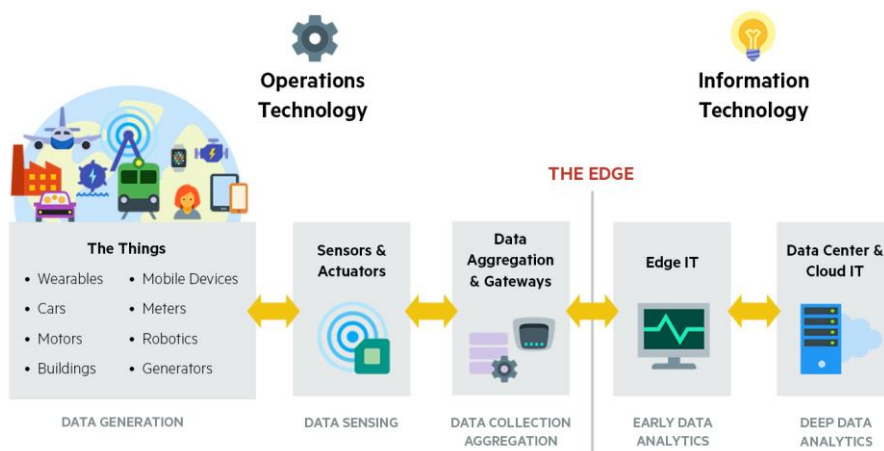 Operations
Technology
Information
Technology
THE EDGE
The Things
• Wearables
• Cars
• Motors
• Buildings
• Mobile Devices
• Meters
• Robotics
• Generators
Sensors &
Actuators
Data
Aggregation
& Gateways
Edge IT
Data Center &
Cloud IT
DATA GENERATION
DATA SENSING
DATA COLLECTION
AGGREGATION
EARLY DATA
ANALYTICS
DEEP DATA
ANALYTICS